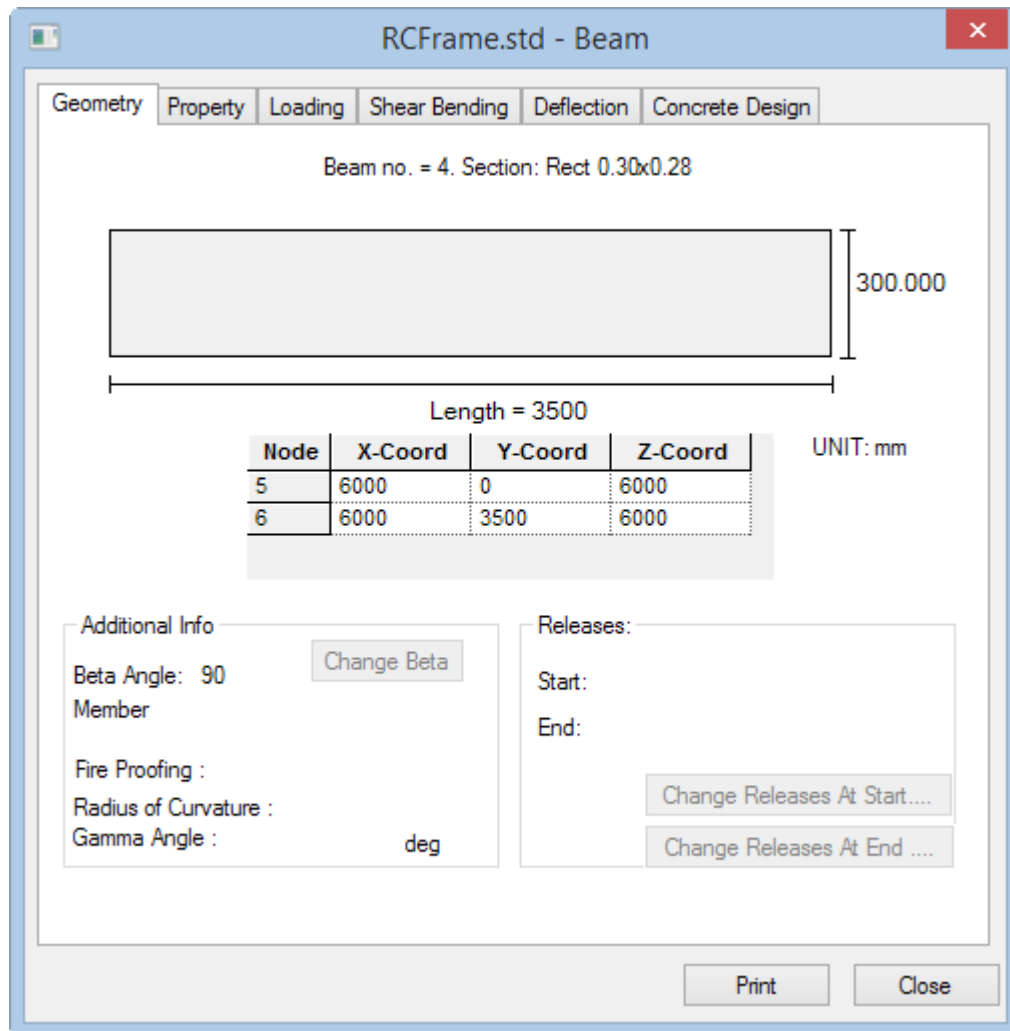 RCFrame.std - Beam
Geometry Property Loading Shear Bending Deflection Concrete Design
Beam no. = 4. Section: Rect 0.30x0.28
300.000
Length = 3500
UNIT: mm
Node X-Coord Y-Coord Z-Coord
5 6000 0 6000
6 6000 3500 6000
Additional Info
Beta Angle: 90
Change Beta
Member
Fire Proofing :
Radius of Curvature :
Gamma Angle :
deg
Releases:
Start:
End:
Change Releases At Start....
Change Releases At End ....
Print
Close